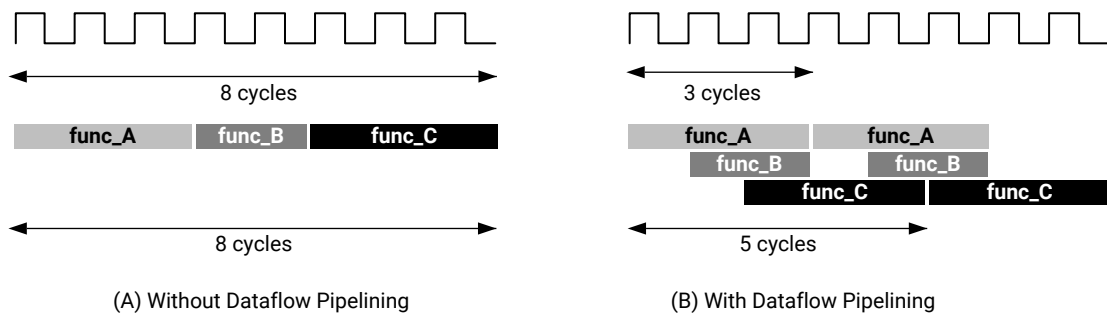 8 cycles
3 cycles
func_A func_B func_C
func_A func_A
func_B func_B
func_C func_C
8 cycles
5 cycles
(A) Without Dataflow Pipelining
(B) With Dataflow Pipelining